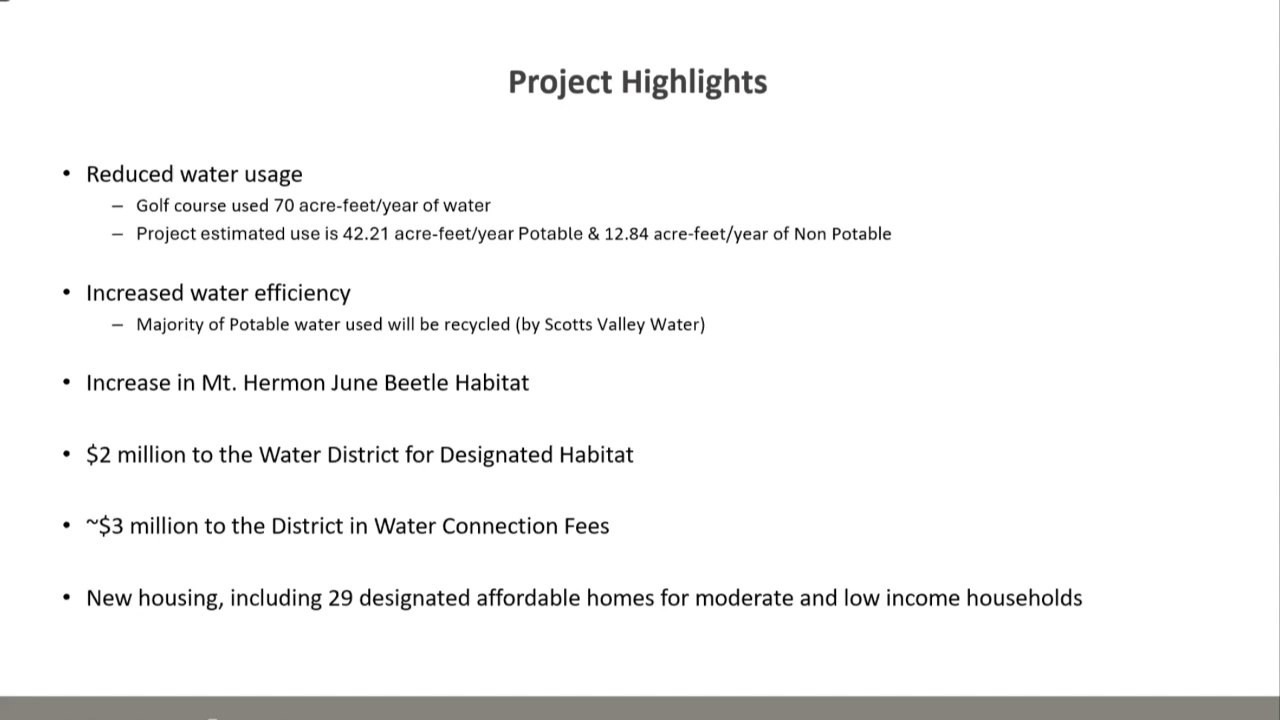 Project Highlights
• Reduced water usage
– Golf course used 70 acre-feet/year of water
– Project estimated use is 42.21 acre-feet/year Potable & 12.84 acre-feet/year of Non Potable
• Increased water efficiency
– Majority of Potable water used will be recycled (by Scotts Valley Water)
• Increase in Mt. Hermon June Beetle Habitat
• $2 million to the Water District for Designated Habitat
• ~$3 million to the District in Water Connection Fees
• New housing, including 29 designated affordable homes for moderate and low income households